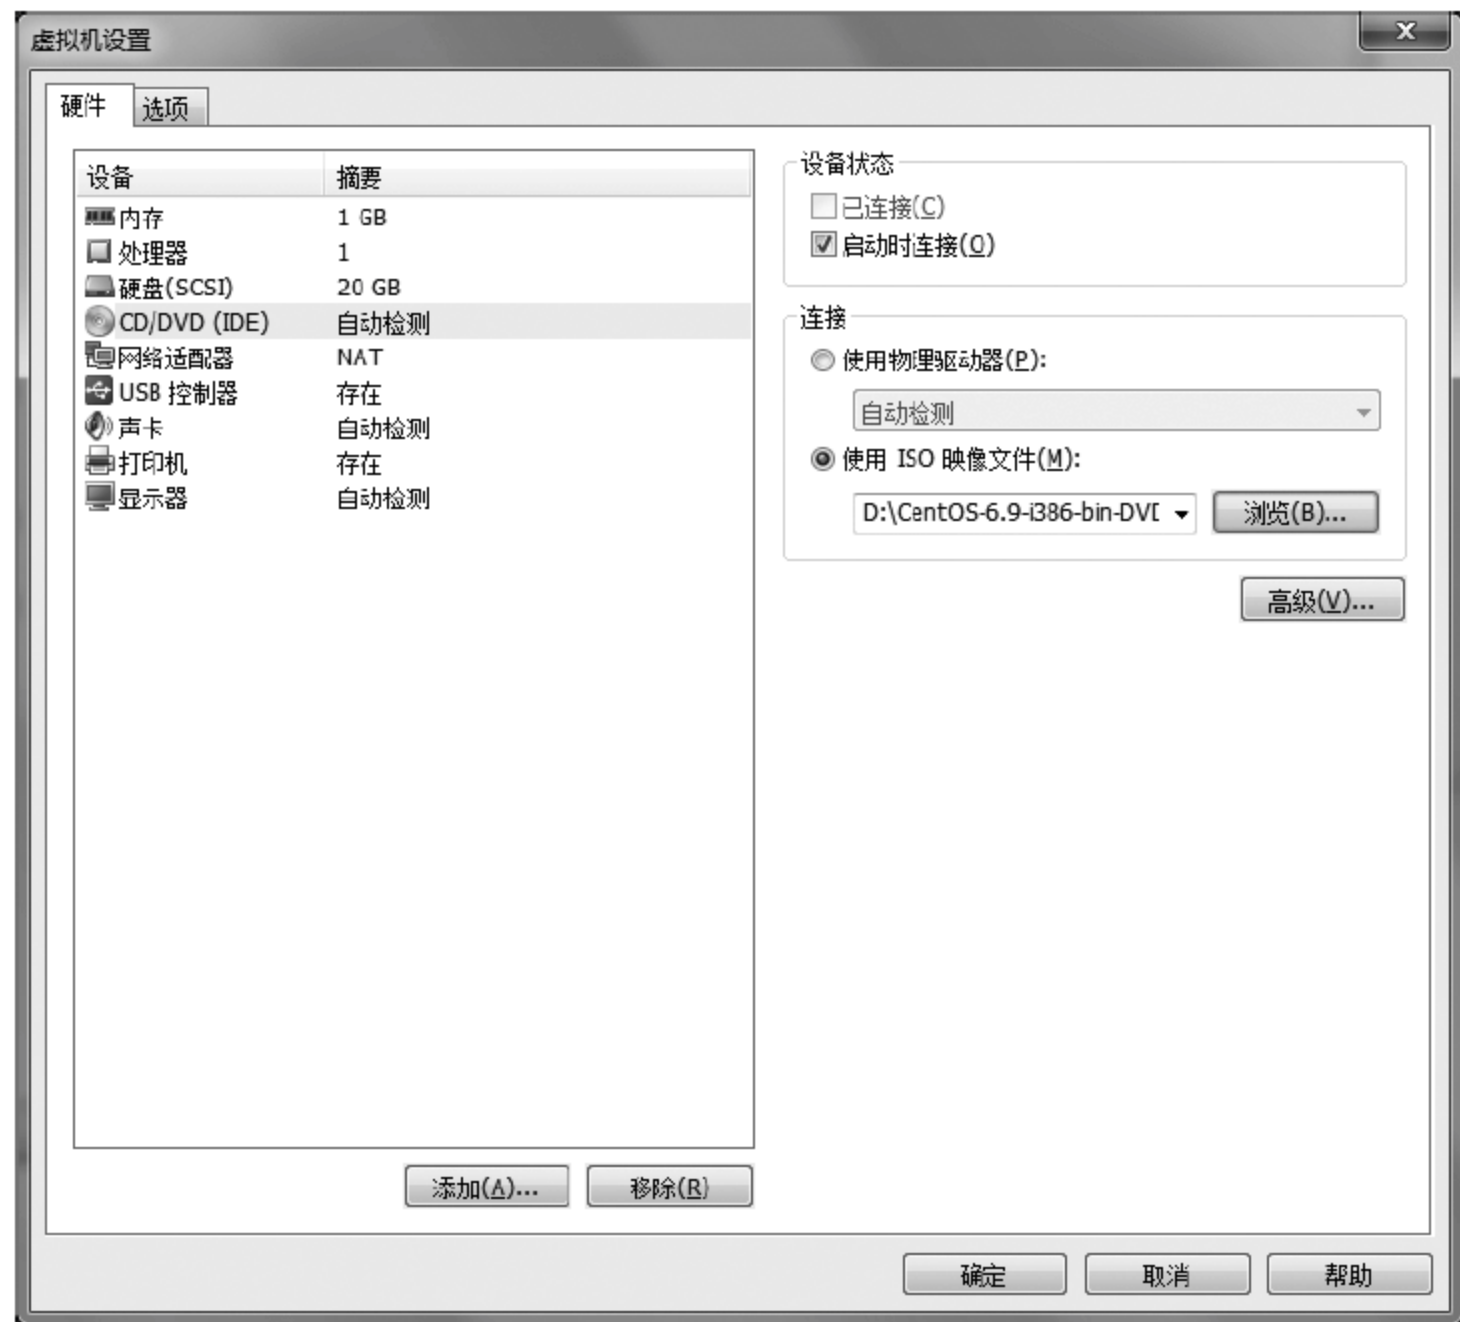 虚拟机设置
x
硬件 选项
设备 摘要
内存 1 GB
处理器 1
硬盘(SCSI) 20 GB
CD/DVD (IDE) 自动检测
网络适配器 NAT
USB 控制器 存在
声卡 自动检测
打印机 存在
显示器 自动检测
添加(A)... 移除(R)
设备状态
已连接(C)
启动时连接(O)
连接
使用物理驱动器(P):
自动检测
使用 ISO 映像文件(M):
D:\CentOS-6.9-i386-bin-DVD 浏览(B)...
高级(V)...
确定 取消 帮助